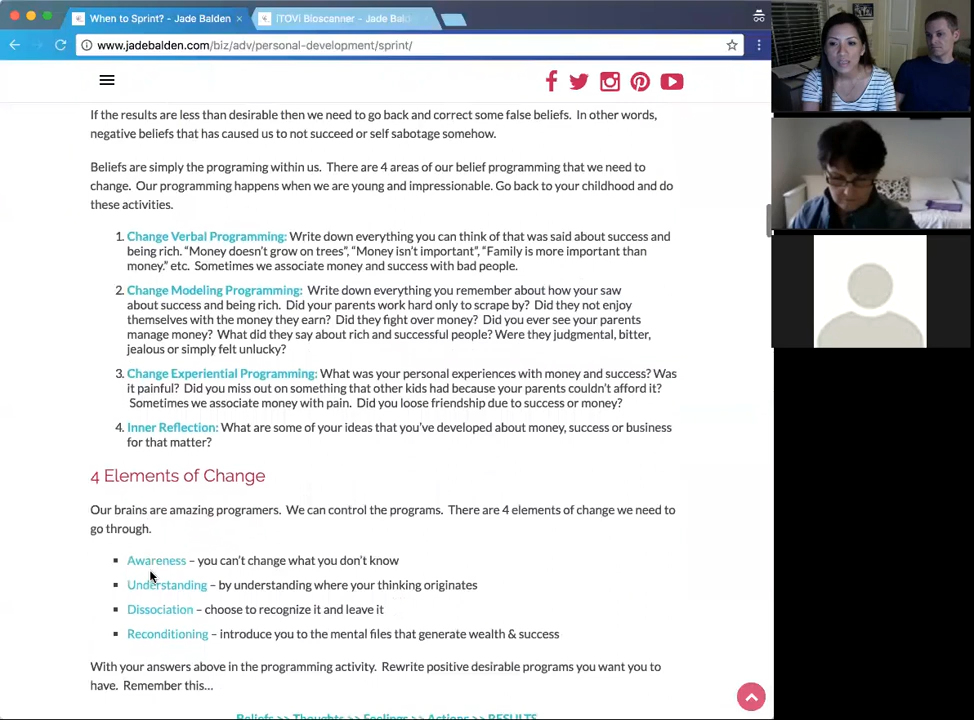 When to Sprint? - Jade Balden
iTOVi Bioscanner - Jade Bald
www.jadebalden.com/biz/adv/personal-development/sprint/
If the results are less than desirable then we need to go back and correct some false beliefs.  In other words,
negative beliefs that has caused us to not succeed or self sabotage somehow.
Beliefs are simply the programing within us.  There are 4 areas of our belief programming that we need to
change.  Our programming happens when we are young and impressionable. Go back to your childhood and do
these activities.
1. Change Verbal Programming: Write down everything you can think of that was said about success and
being rich. “Money doesn’t grow on trees”, “Money isn’t important”, “Family is more important than
money.” etc.  Sometimes we associate money and success with bad people.
2. Change Modeling Programming:  Write down everything you remember about how your saw
about success and being rich.  Did your parents work hard only to scrape by?  Did they not enjoy
themselves with the money they earn?  Did they fight over money?  Did you ever see your parents
manage money?  What did they say about rich and successful people? Were they judgmental, bitter,
jealous or simply felt unlucky?
3. Change Experiential Programming: What was your personal experiences with money and success? Was
it painful?  Did you miss out on something that other kids had because your parents couldn’t afford it?
Sometimes we associate money with pain.  Did you loose friendship due to success or money?
4. Inner Reflection: What are some of your ideas that you’ve developed about money, success or business
for that matter?
4 Elements of Change
Our brains are amazing programers.  We can control the programs.  There are 4 elements of change we need to
go through.
Awareness – you can’t change what you don’t know
Understanding – by understanding where your thinking originates
Dissociation – choose to recognize it and leave it
Reconditioning – introduce you to the mental files that generate wealth & success
With your answers above in the programming activity.  Rewrite positive desirable programs you want you to
have.  Remember this…
Beliefs >> Thoughts >> Feelings >> Actions >> RESULTS